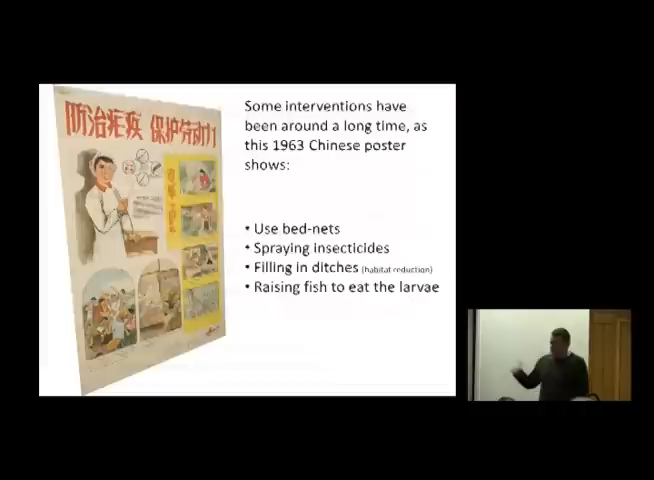 防治疟疾 保护劳动力
Some interventions have
been around a long time, as
this 1963 Chinese poster
shows:
• Use bed-nets
• Spraying insecticides
• Filling in ditches (habitat reduction)
• Raising fish to eat the larvae